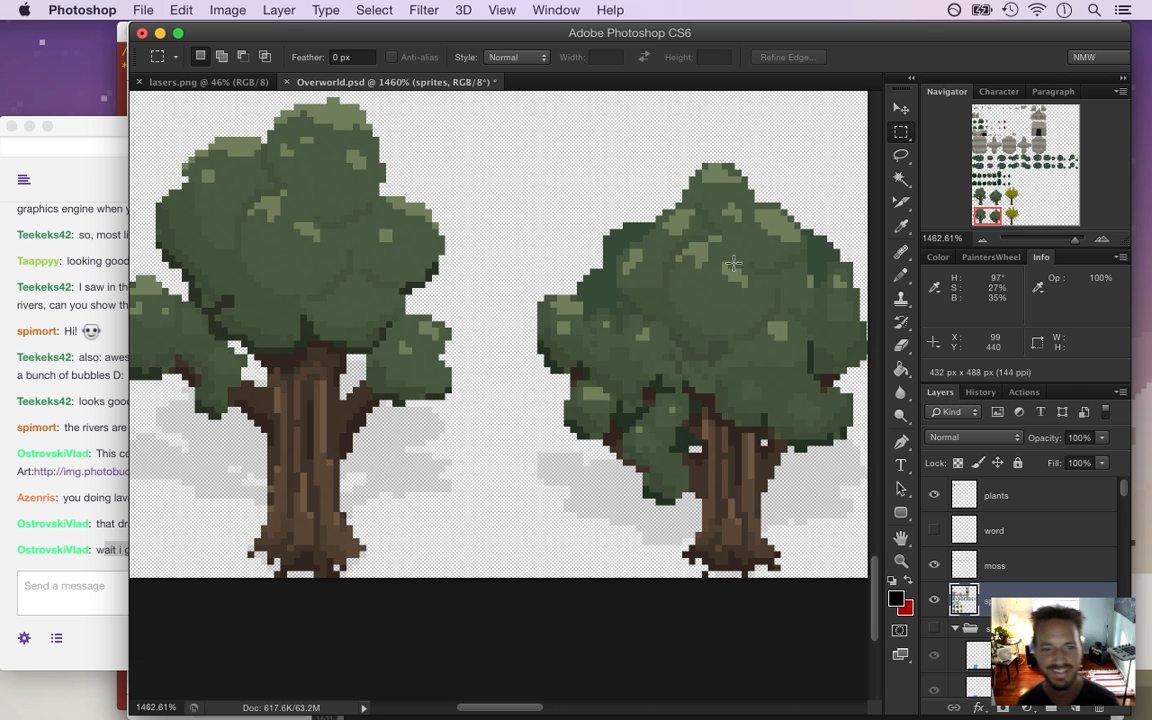 Photoshop File Edit Image Layer Type Select Filter 3D View Window Help
Adobe Photoshop CS6
Feather: 0 px Anti-alias Style: Normal Width: Height: Refine Edge... NMW
lasers.png @ 46% (RGB/8) Overworld.psd @ 1460% (sprites, RGB/8*) *
Navigator Character Paragraph
1462.61%
Color PaintersWheel Info
H: 97° Op: 100%
S: 27%
B: 35%
X: 99 W:
Y: 440 H:
432 px x 488 px (144 ppi)
Layers History Actions
Kind
Normal Opacity: 100%
Lock: Fill: 100%
plants
word
moss
graphics engine when y
Teekeks42: so, most li
Taappyy: looking good
Teekeks42: I saw in th
rivers, can you show th
spimort: Hi!
Teekeks42: also: awes
a bunch of bubbles D:
Teekeks42: looks good
spimort: the rivers are
OstrovskiVlad: This co
Art:http://img.photobuc
Azenris: you doing lava
OstrovskiVlad: that dra
OstrovskiVlad: wait i g
Send a message
1462.61% Doc: 617.6K/63.2M